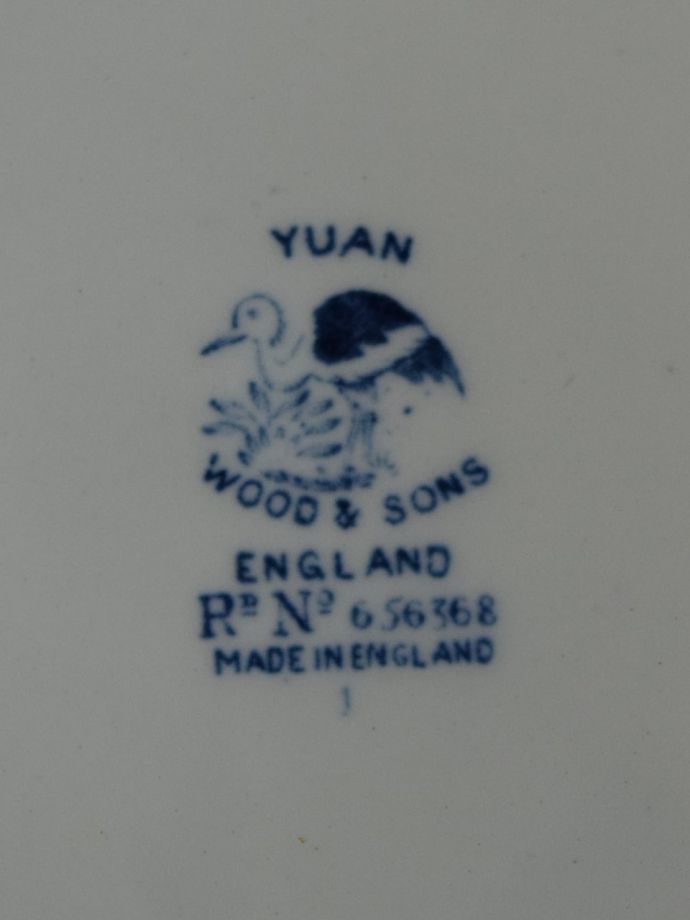 YUAN
WOOD & SONS
ENGLAND
Rᴰ Nº 656368
MADE IN ENGLAND